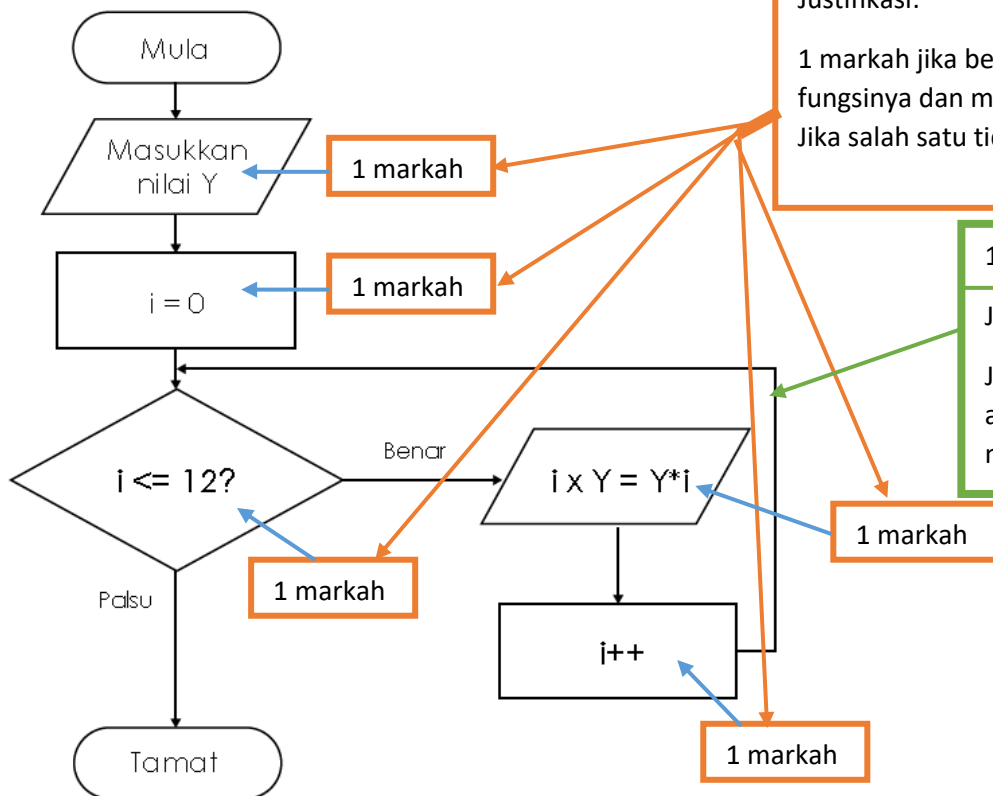 Justifikasi:
1 markah jika be
fungsinya dan m
Jika salah satu tid
Mula
Masukkan
nilai Y
1 markah
i = 0
1 markah
1
J
J
a
i <= 12?
Benar
i x Y = Y*i
1 markah
1 markah
Palsu
i++
1 markah
Tamat